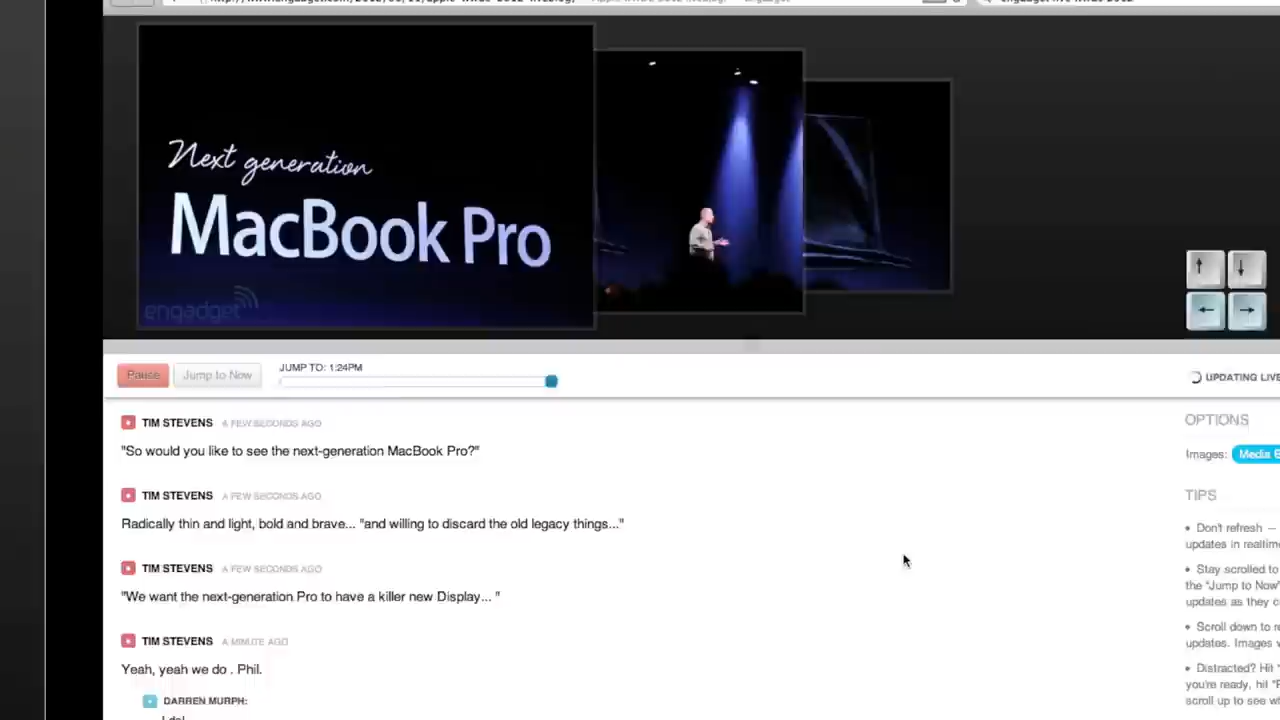 Next generation
MacBook Pro
engadget
Pause
Jump to Now
JUMP TO: 1:24PM
UPDATING LIVE
TIM STEVENS A FEW SECONDS AGO
"So would you like to see the next-generation MacBook Pro?"
TIM STEVENS A FEW SECONDS AGO
Radically thin and light, bold and brave... "and willing to discard the old legacy things..."
TIM STEVENS A FEW SECONDS AGO
"We want the next-generation Pro to have a killer new Display... "
TIM STEVENS A MINUTE AGO
Yeah, yeah we do . Phil.
DARREN MURPH:
I do!
OPTIONS
Images: Media
TIPS
• Don't refresh —
updates in realtim
• Stay scrolled to
the "Jump to Now"
updates as they c
• Scroll down to re
updates. Images
• Distracted? Hit "
you're ready, hit "
scroll up to see